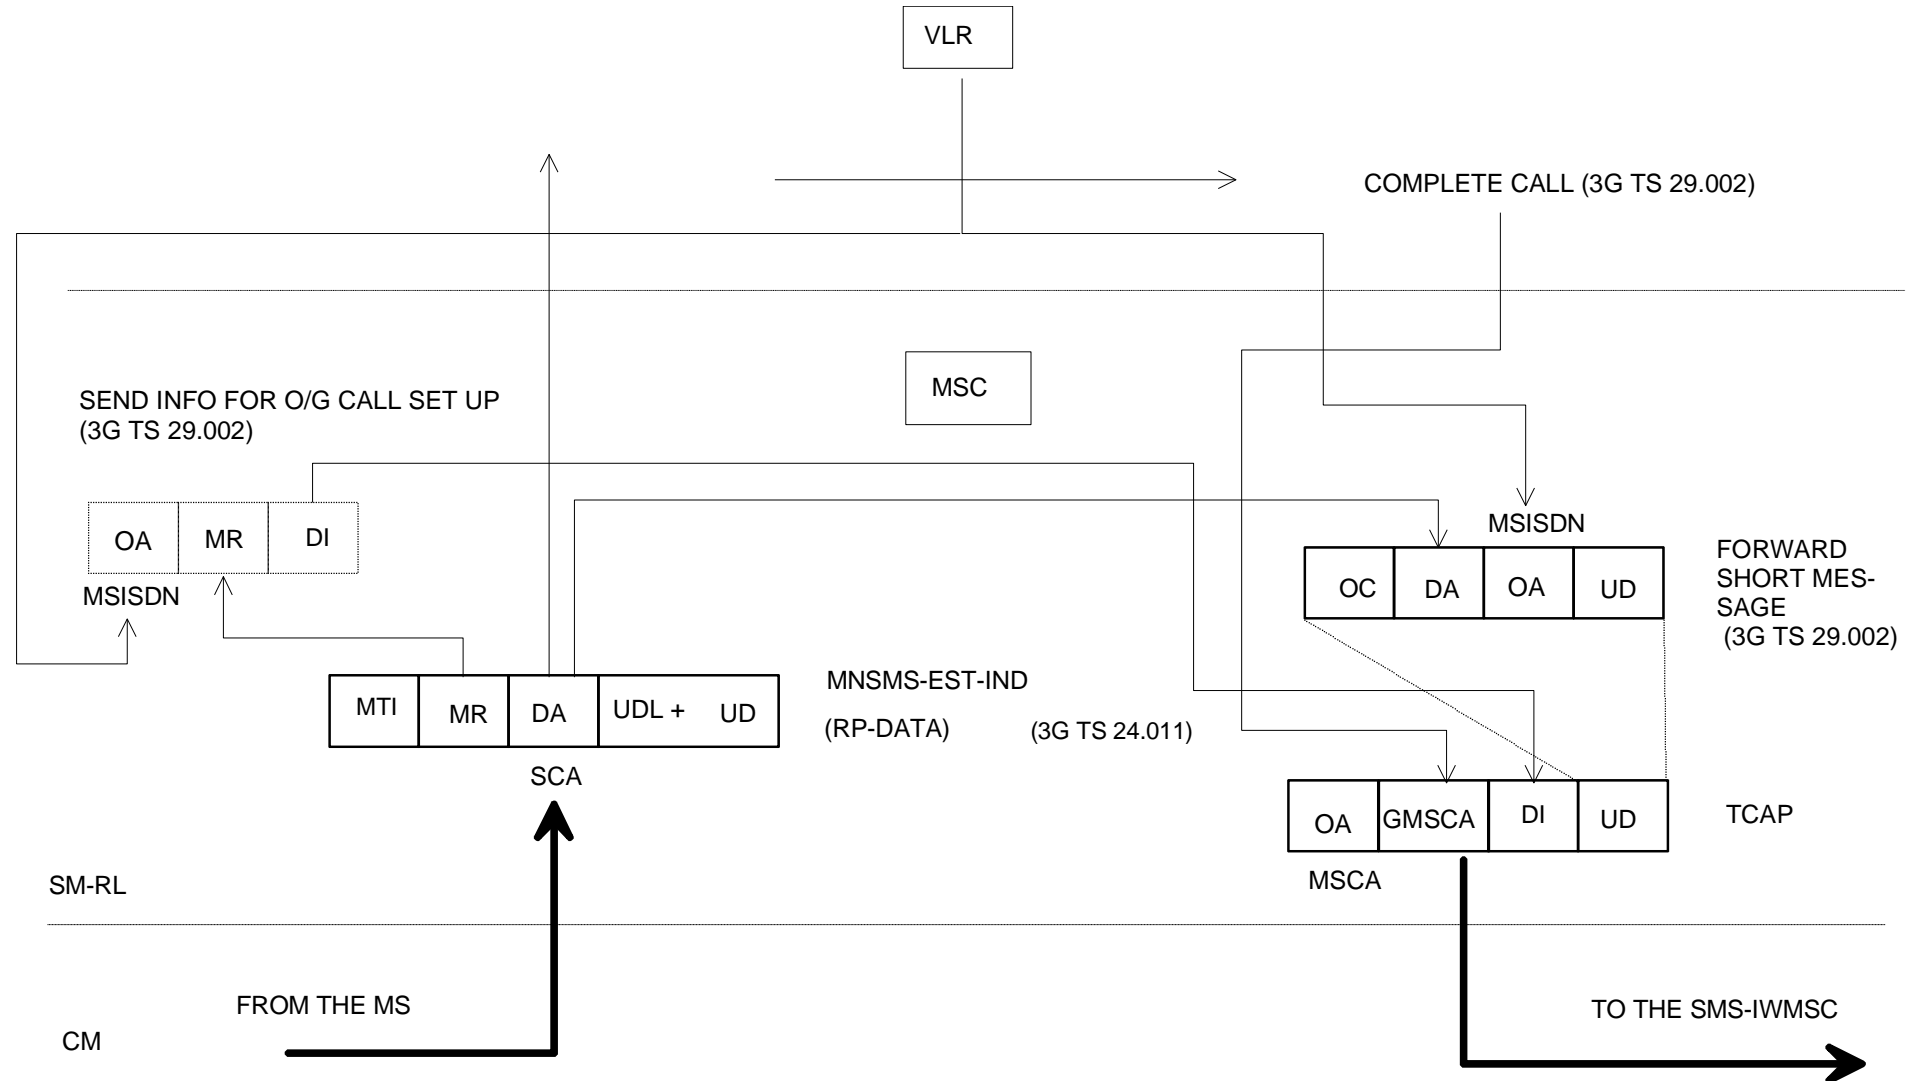 VLR
COMPLETE CALL (3G TS 29.002)
MSC
SEND INFO FOR O/G CALL SET UP
(3G TS 29.002)
OA MR DI
MSISDN
MSISDN
OC DA OA UD
FORWARD
SHORT MES-
SAGE
(3G TS 29.002)
MTI MR DA UDL + UD
MNSMS-EST-IND
(RP-DATA) (3G TS 24.011)
SCA
OA GMSCA DI UD
TCAP
MSCA
SM-RL
FROM THE MS
TO THE SMS-IWMSC
CM